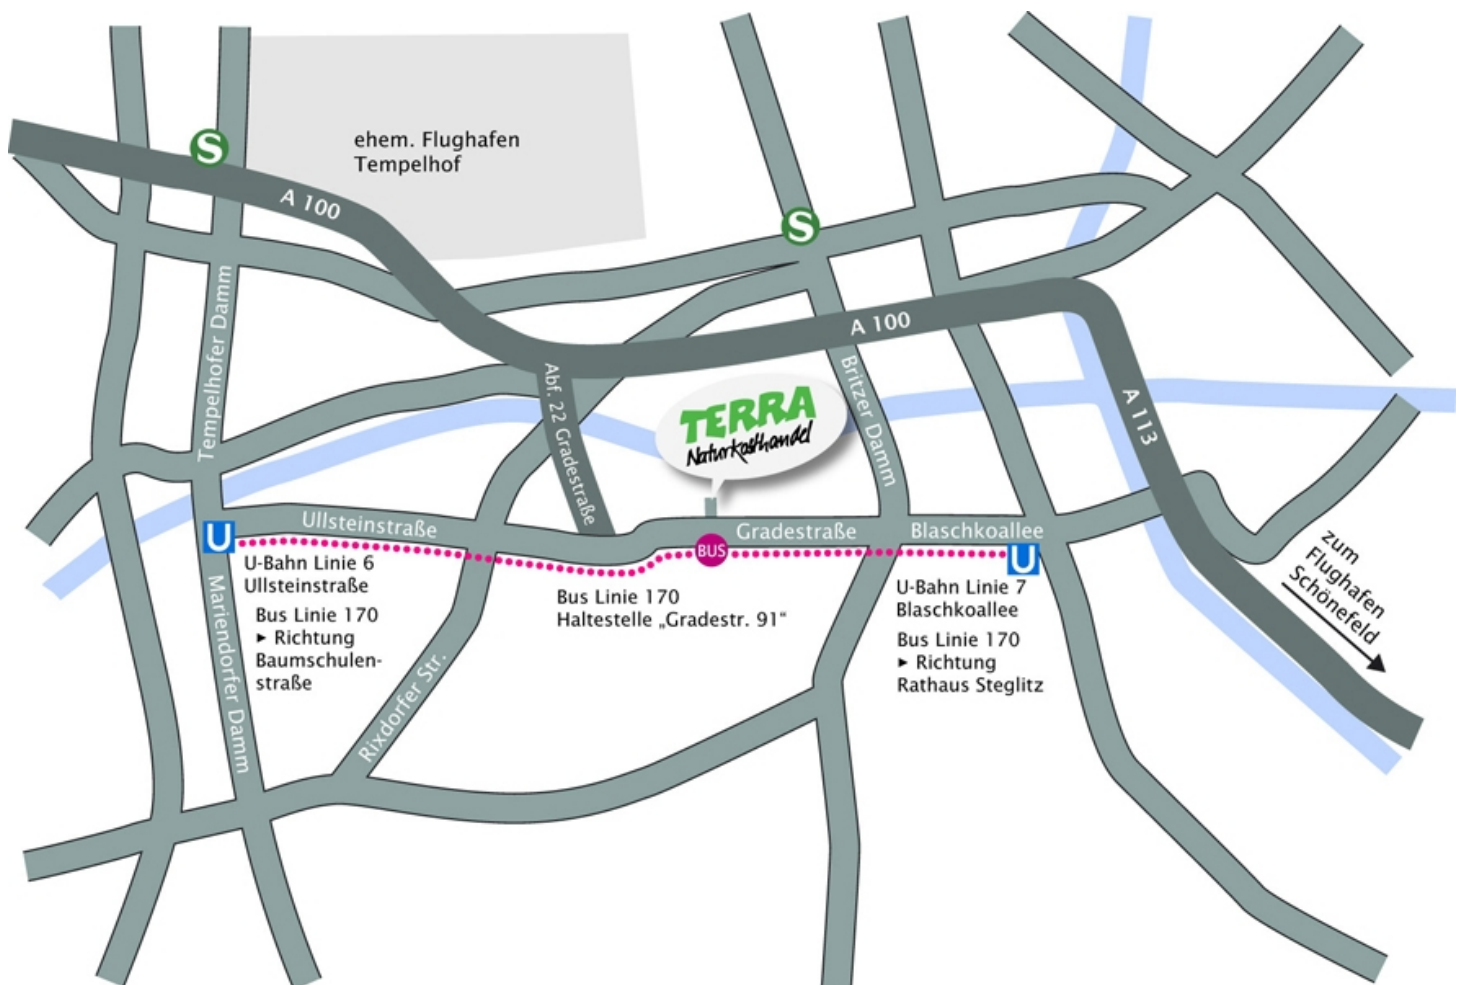 S
ehem. Flughafen
Tempelhof
A 100
S
Tempelhofer Damm
A 100
Abf. 22 Gradestraße
TERRA
Naturkosthandel
Britzer Damm
A 113
Ullsteinstraße
Gradestraße
Blaschkoallee
U
BUS
U
U-Bahn Linie 6
Ullsteinstraße
Bus Linie 170
▸ Richtung
Baumschulen-
straße
Mariendorfer Damm
Rixdorfer Str.
Bus Linie 170
Haltestelle „Gradestr. 91“
U-Bahn Linie 7
Blaschkoallee
Bus Linie 170
▸ Richtung
Rathaus Steglitz
zum
Flughafen
Schönefeld